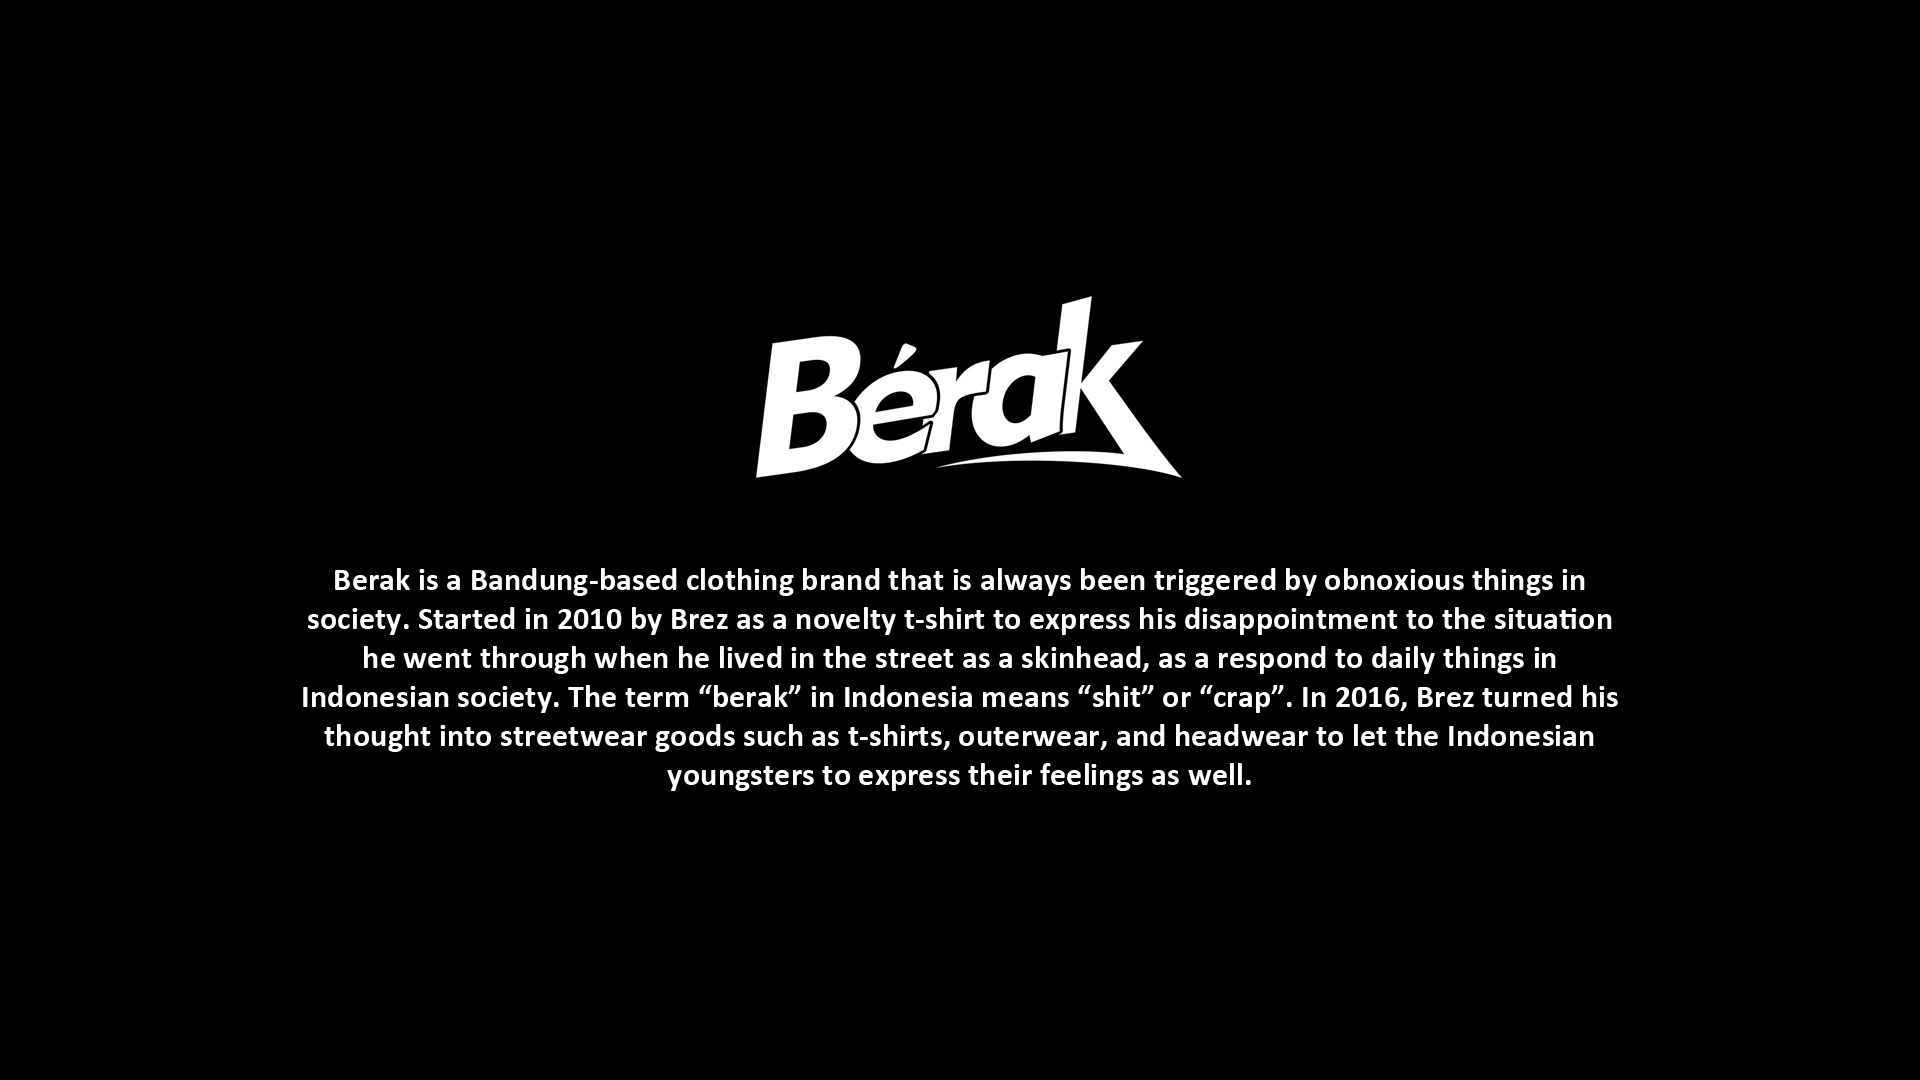 Bérak
Berak is a Bandung-based clothing brand that is always been triggered by obnoxious things in
society. Started in 2010 by Brez as a novelty t-shirt to express his disappointment to the situation
he went through when he lived in the street as a skinhead, as a respond to daily things in
Indonesian society. The term “berak” in Indonesia means “shit” or “crap”. In 2016, Brez turned his
thought into streetwear goods such as t-shirts, outerwear, and headwear to let the Indonesian
youngsters to express their feelings as well.